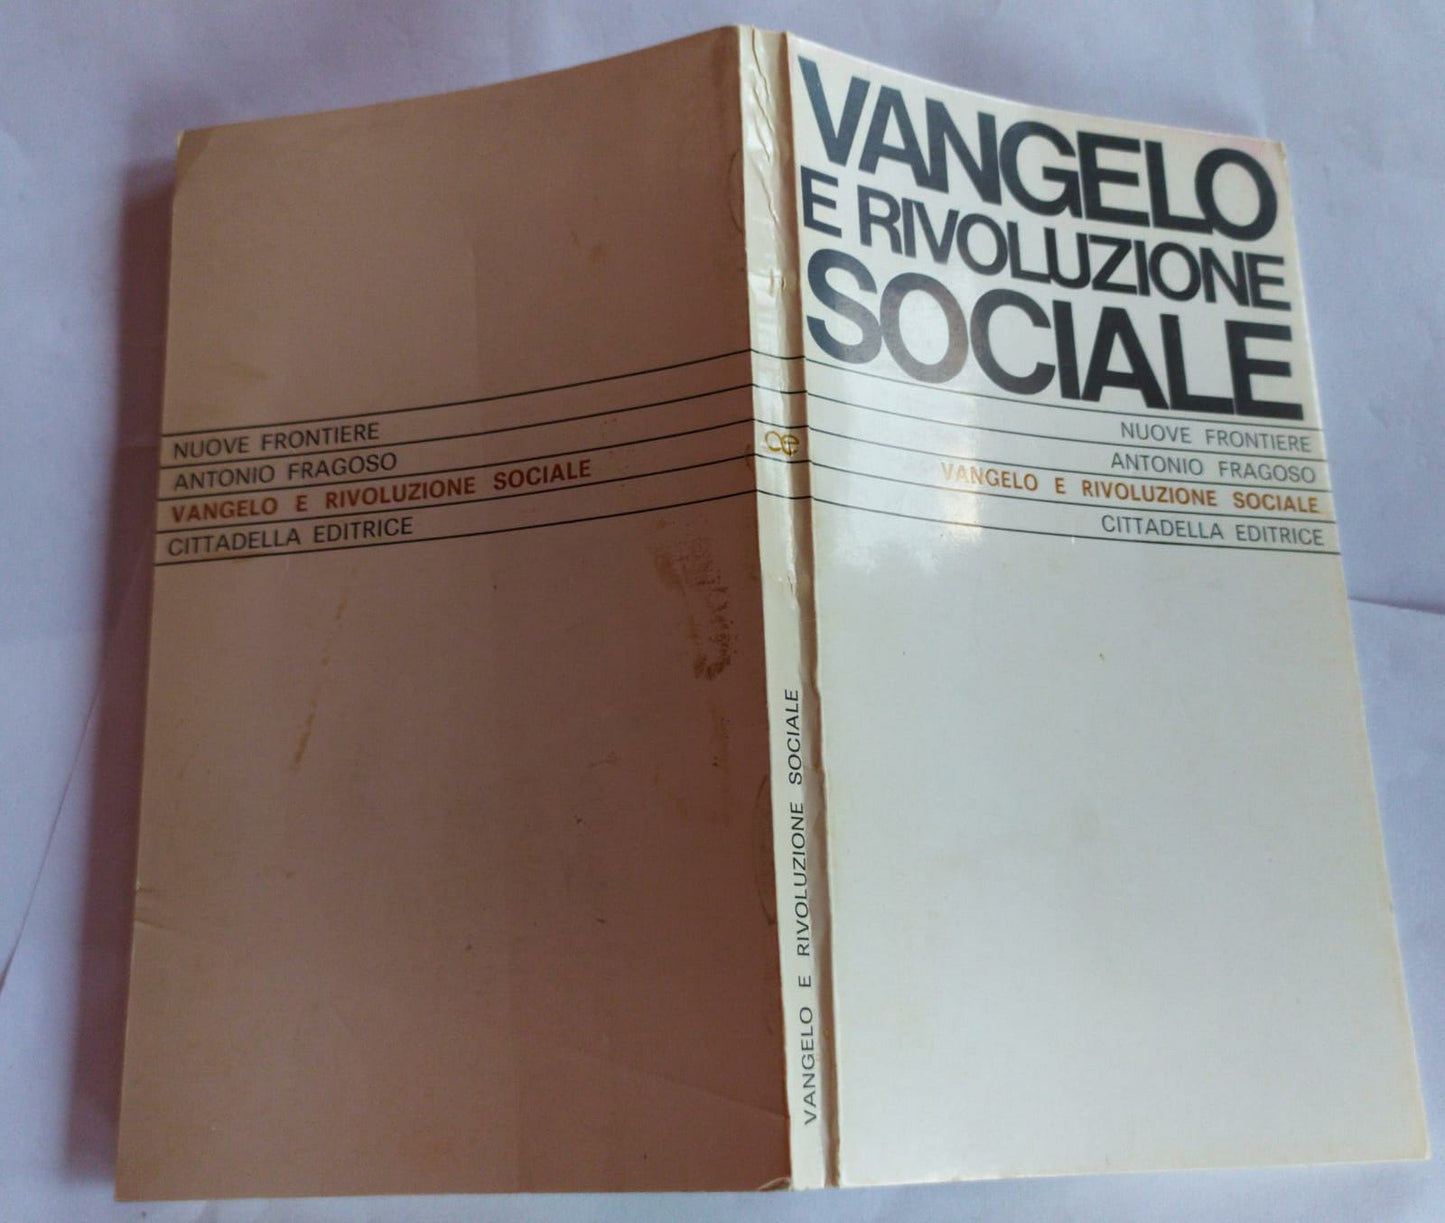 NUOVE FRONTIERE
ANTONIO FRAGOSO
VANGELO E RIVOLUZIONE SOCIALE
CITTADELLA EDITRICE
ce
VANGELO E RIVOLUZIONE SOCIALE
VANGELO
E RIVOLUZIONE
SOCIALE
NUOVE FRONTIERE
ANTONIO FRAGOSO
VANGELO E RIVOLUZIONE SOCIALE
CITTADELLA EDITRICE